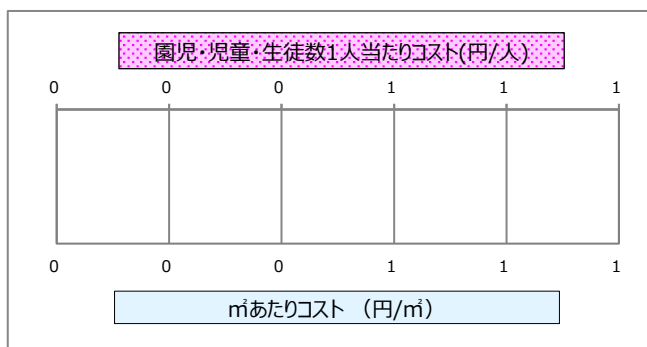 園児・児童・生徒数1人当たりコスト(円/人)
0 0 0 1 1 1
0 0 0 1 1 1
㎡あたりコスト （円/㎡）